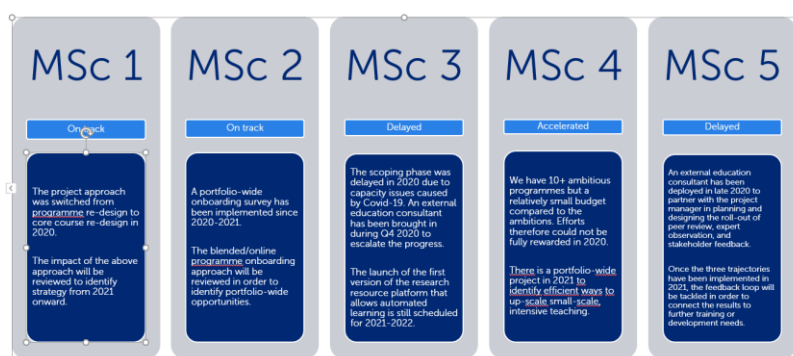 MSc 1
On track
The project approach
was switched from
programme re-design to
core course re-design in
2020.
The impact of the above
approach will be
reviewed to identify
strategy from 2021
onward.
MSc 2
On track
A portfolio-wide
onboarding survey has
been implemented since
2020-2021.
The blended/online
programme onboarding
approach will be
reviewed in order to
identify portfolio-wide
opportunities.
MSc 3
Delayed
The scoping phase was
delayed in 2020 due to
capacity issues caused
by Covid-19. An external
education consultant
has been brought in
during Q4 2020 to
escalate the progress.
The launch of the first
version of the research
resource platform that
allows automated
learning is still scheduled
for 2021-2022.
MSc 4
Accelerated
We have 10+ ambitious
programmes but a
relatively small budget
compared to the
ambitions. Efforts
therefore could not be
fully rewarded in 2020.
There is a portfolio-wide
project in 2021 to
identify efficient ways to
up-scale small-scale,
intensive teaching.
MSc 5
Delayed
An external education
consultant has been
deployed in late 2020 to
partner with the project
manager in planning and
designing the roll-out of
peer review, expert
observation, and
stakeholder feedback.
Once the three trajectories
have been implemented in
2021, the feedback loop will
be tackled in order to
connect the results to
further training or
development needs.